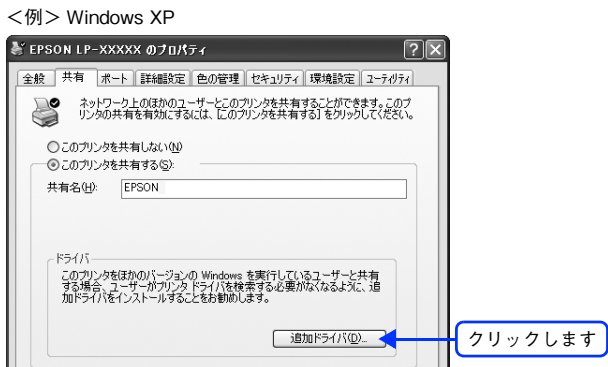 <例> Windows XP
EPSON LP-XXXXX のプロパティ
全般 共有 ポート 詳細設定 色の管理 セキュリティ 環境設定 ユーティリティ
ネットワーク上のほかのユーザーとこのプリンタを共有することができます。このプ
リンタの共有を有効にするには、[このプリンタを共有する] をクリックしてください。
このプリンタを共有しない(N)
このプリンタを共有する(S):
共有名(H): EPSON
ドライバ
このプリンタをほかのバージョンの Windows を実行しているユーザーと共有
する場合、ユーザーがプリンタ ドライバを検索する必要がなくなるように、追
加ドライバをインストールすることをお勧めします。
追加ドライバ(D)...
クリックします